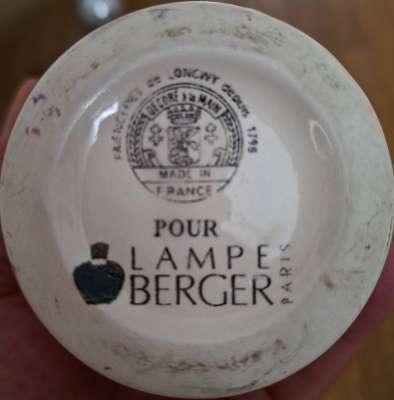 FAIENCERIES de LONGWY depuis 1798
DÉCORÉ à la MAIN
MADE IN
FRANCE
POUR
LAMPE
BERGER
PARIS